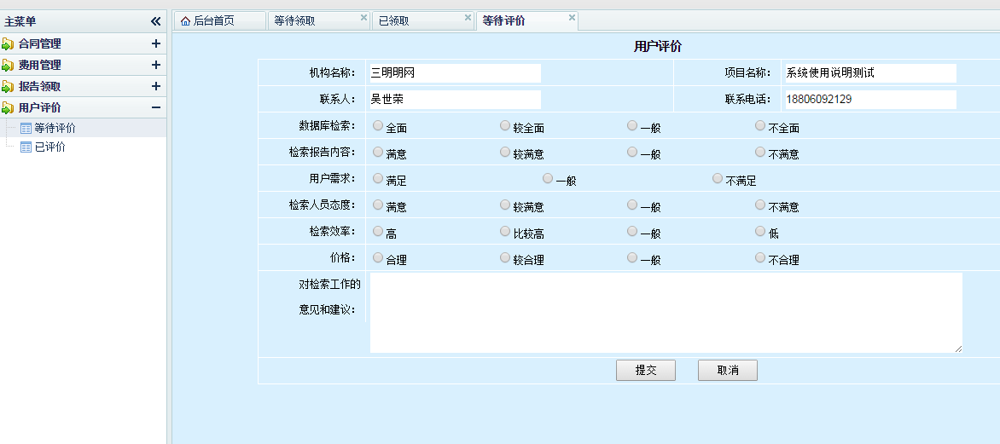 主菜单
合同管理
费用管理
报告领取
用户评价
等待评价
已评价
后台首页 等待领取 已领取 等待评价
用户评价
机构名称： 三明明网 项目名称： 系统使用说明测试
联系人： 吴世荣 联系电话： 18806092129
数据库检索： 全面 较全面 一般 不全面
检索报告内容： 满意 较满意 一般 不满意
用户需求： 满足 一般 不满足
检索人员态度： 满意 较满意 一般 不满意
检索效率： 高 比较高 一般 低
价格： 合理 较合理 一般 不合理
对检索工作的
意见和建议：
提交 取消